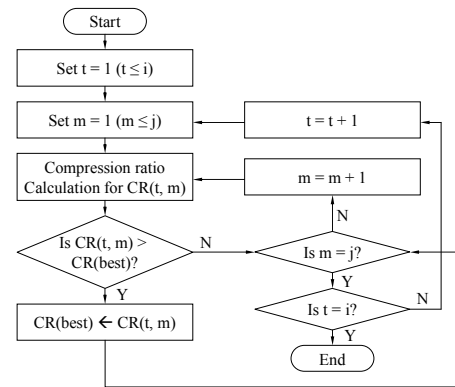 Start
Set t = 1 (t ≤ i)
Set m = 1 (m ≤ j)
t = t + 1
Compression ratio
Calculation for CR(t, m)
m = m + 1
Is CR(t, m) >
CR(best)?
N
N
Is m = j?
Y
Y
CR(best) ← CR(t, m)
Is t = i?
N
Y
End